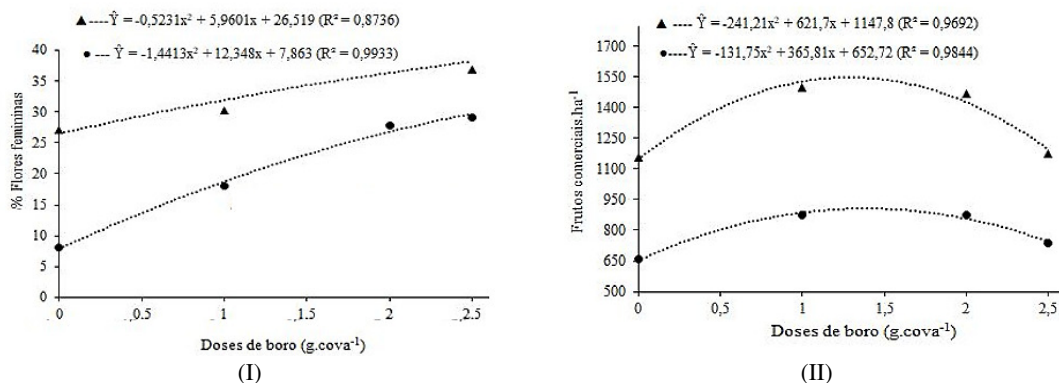 ▲ ----Ŷ = -0,5231x² + 5,9601x + 26,519 (R² = 0,8736)
● --- Ŷ = -1,4413x² + 12,348x + 7,863 (R² = 0,9933)
% Flores femininas
40
35
30
25
20
15
10
5
0
0 0,5 1 1,5 2 2,5
Doses de boro (g.cova⁻¹)
(I)
▲ ----Ŷ = -241,21x² + 621,7x + 1147,8 (R² = 0,9692)
●----Ŷ = -131,75x² + 365,81x + 652,72 (R² = 0,9844)
Frutos comerciais.ha⁻¹
1700
1550
1400
1250
1100
950
800
650
500
0 0,5 1 1,5 2 2,5
Doses de boro (g.cova⁻¹)
(II)